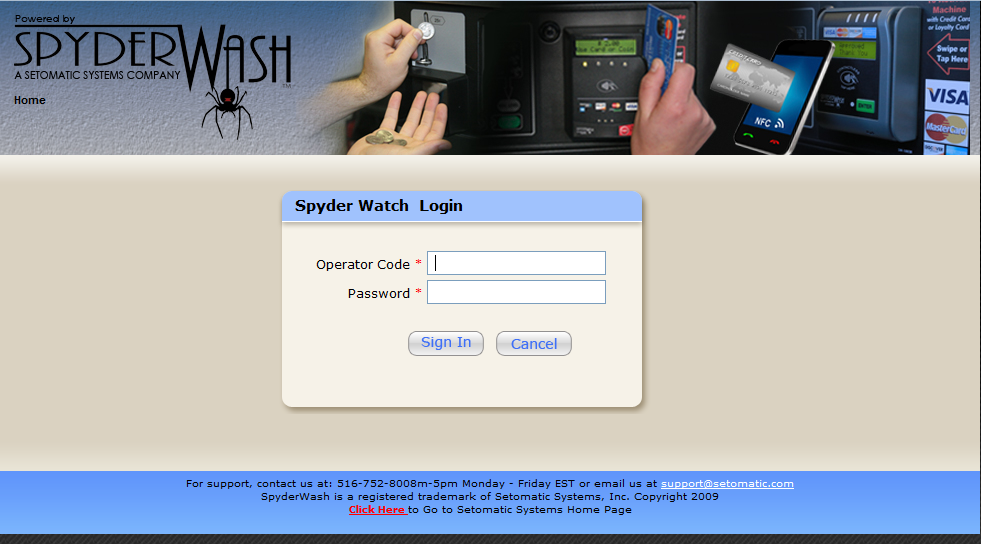 Powered by
SPYDERWASH
A SETOMATIC SYSTEMS COMPANY
TM
Home
Machine
with Credit Card
or Loyalty Card
Swipe or
Tap Here
VISA
MasterCard
NFC
Spyder Watch Login
Operator Code *
Password *
Sign In
Cancel
For support, contact us at: 516-752-8008m-5pm Monday - Friday EST or email us at support@setomatic.com
SpyderWash is a registered trademark of Setomatic Systems, Inc. Copyright 2009
Click Here to Go to Setomatic Systems Home Page